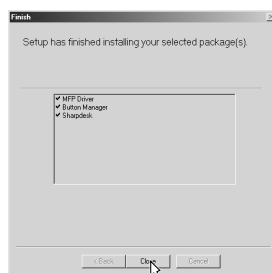 Finish
Setup has finished installing your selected package(s).
MFP Driver
Button Manager
Sharpdesk
< Back Close Cancel